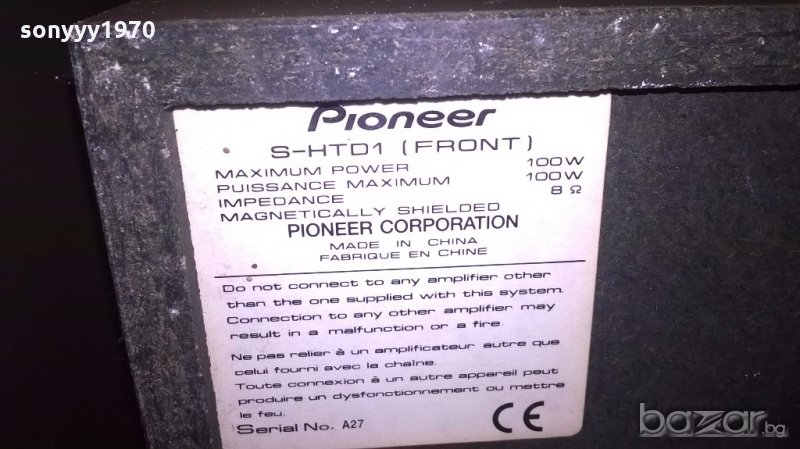 sonyyy1970
Pioneer
S-HTD1 (FRONT)
MAXIMUM POWER 100W
PUISSANCE MAXIMUM 100W
IMPEDANCE 8 Ω
MAGNETICALLY SHIELDED
PIONEER CORPORATION
MADE IN CHINA
FABRIQUE EN CHINE
Do not connect to any amplifier other
than the one supplied with this system.
Connection to any other amplifier may
result in a malfunction or a fire.
Ne pas relier à un amplificateur autre que
celui fourni avec la chaîne.
Toute connexion à un autre appareil peut
produire un dysfonctionnement ou mettre
le feu.
Serial No. A27
CE
bazar.bg